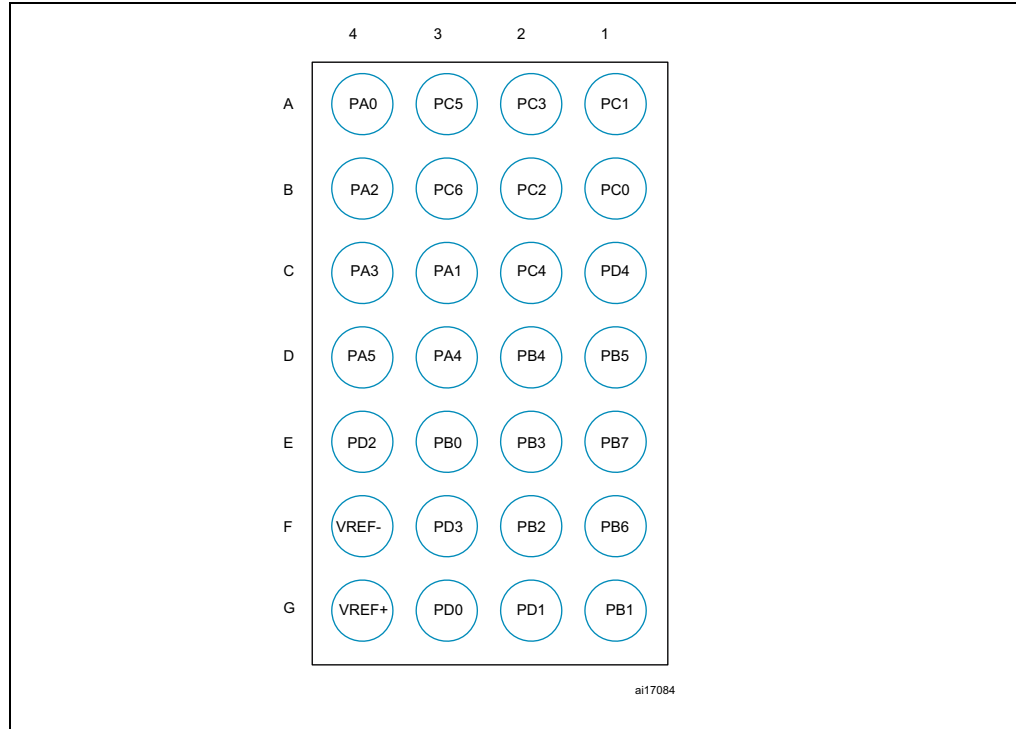 4 3 2 1
A PA0 PC5 PC3 PC1
B PA2 PC6 PC2 PC0
C PA3 PA1 PC4 PD4
D PA5 PA4 PB4 PB5
E PD2 PB0 PB3 PB7
F VREF- PD3 PB2 PB6
G VREF+ PD0 PD1 PB1
ai17084